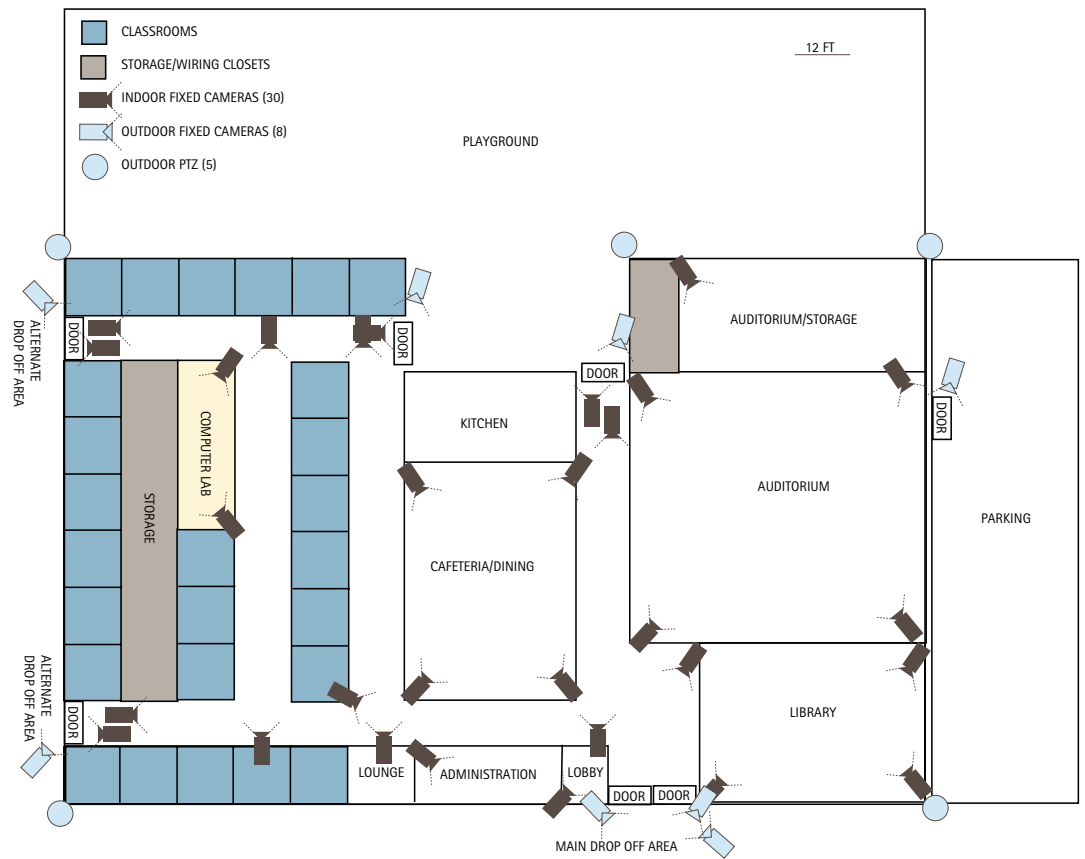 CLASSROOMS
STORAGE/WIRING CLOSETS
INDOOR FIXED CAMERAS (30)
OUTDOOR FIXED CAMERAS (8)
OUTDOOR PTZ (5)
12 FT
PLAYGROUND
ALTERNATE
DROP OFF AREA
DOOR
DOOR
AUDITORIUM/STORAGE
DOOR
KITCHEN
DOOR
COMPUTER LAB
STORAGE
AUDITORIUM
PARKING
CAFETERIA/DINING
ALTERNATE
DROP OFF AREA
DOOR
LIBRARY
LOUNGE
ADMINISTRATION
LOBBY
DOOR
DOOR
MAIN DROP OFF AREA